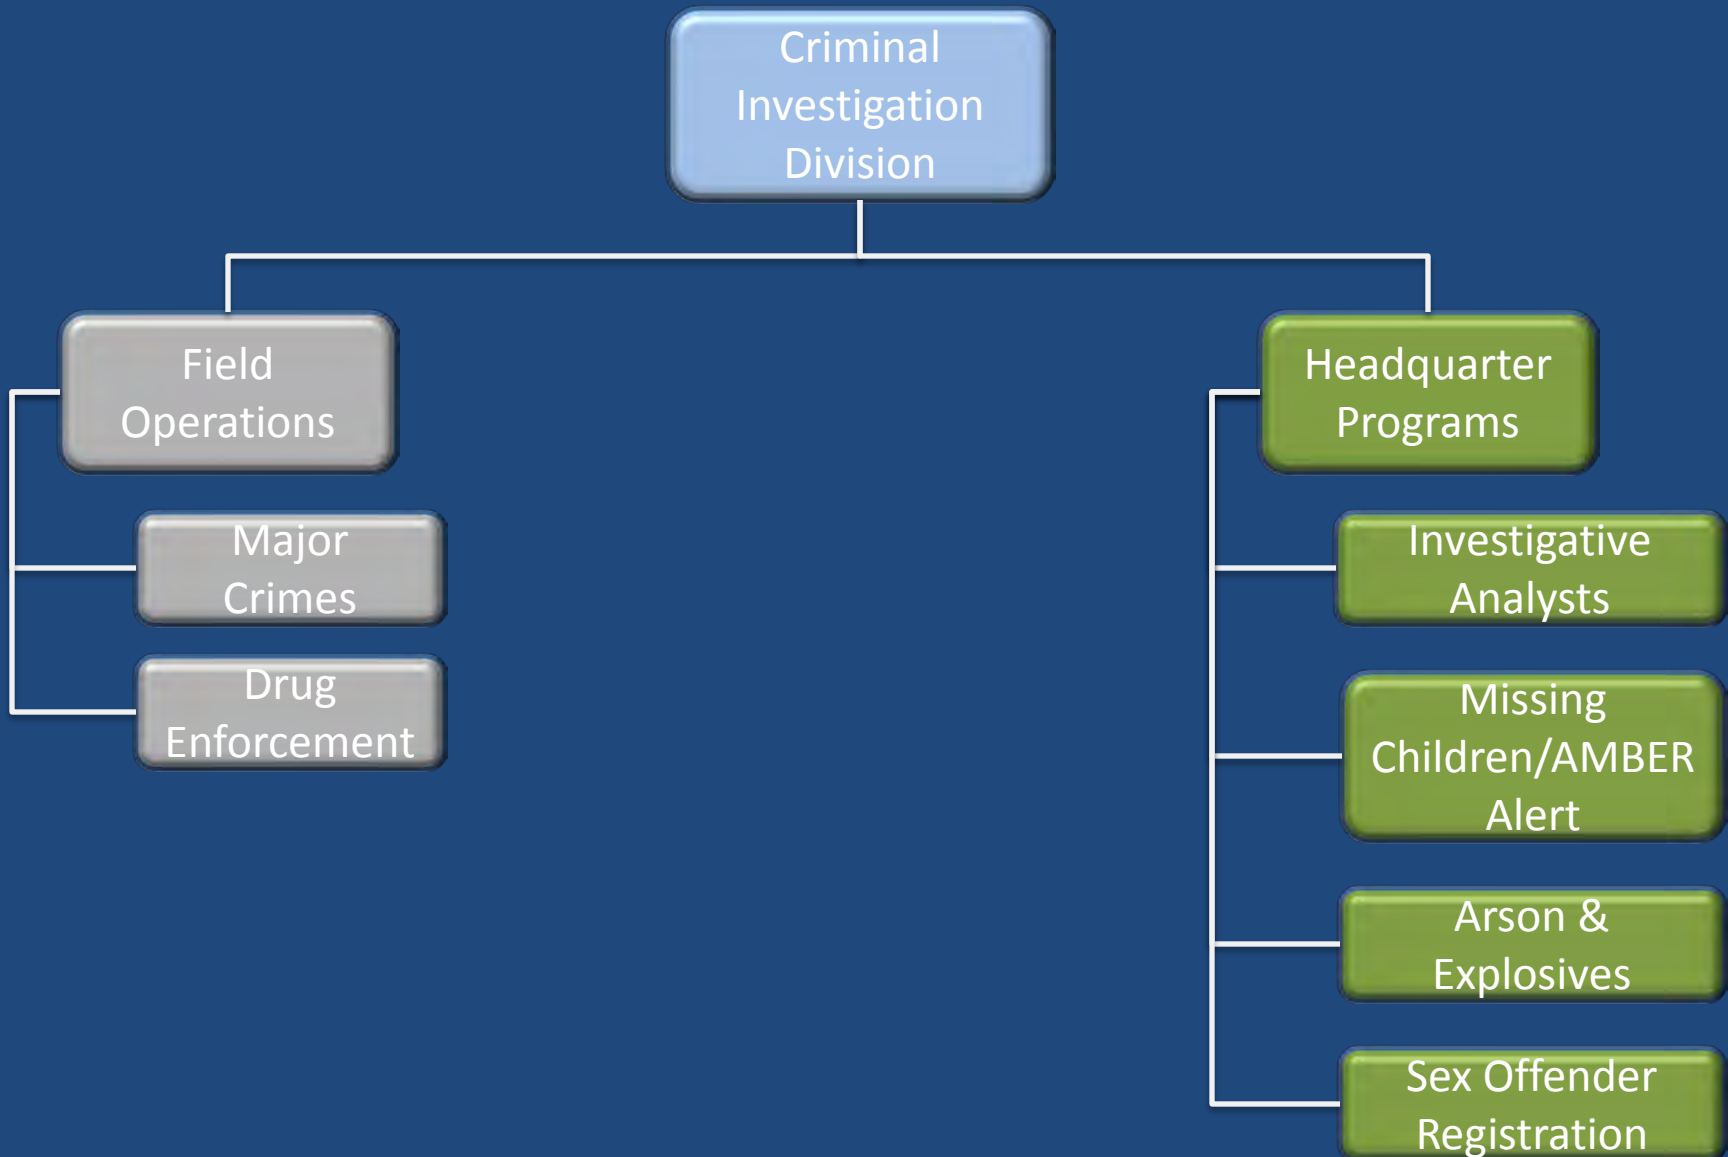 Criminal
Investigation
Division
Field
Operations
Major
Crimes
Drug
Enforcement
Headquarter
Programs
Investigative
Analysts
Missing
Children/AMBER
Alert
Arson &
Explosives
Sex Offender
Registration